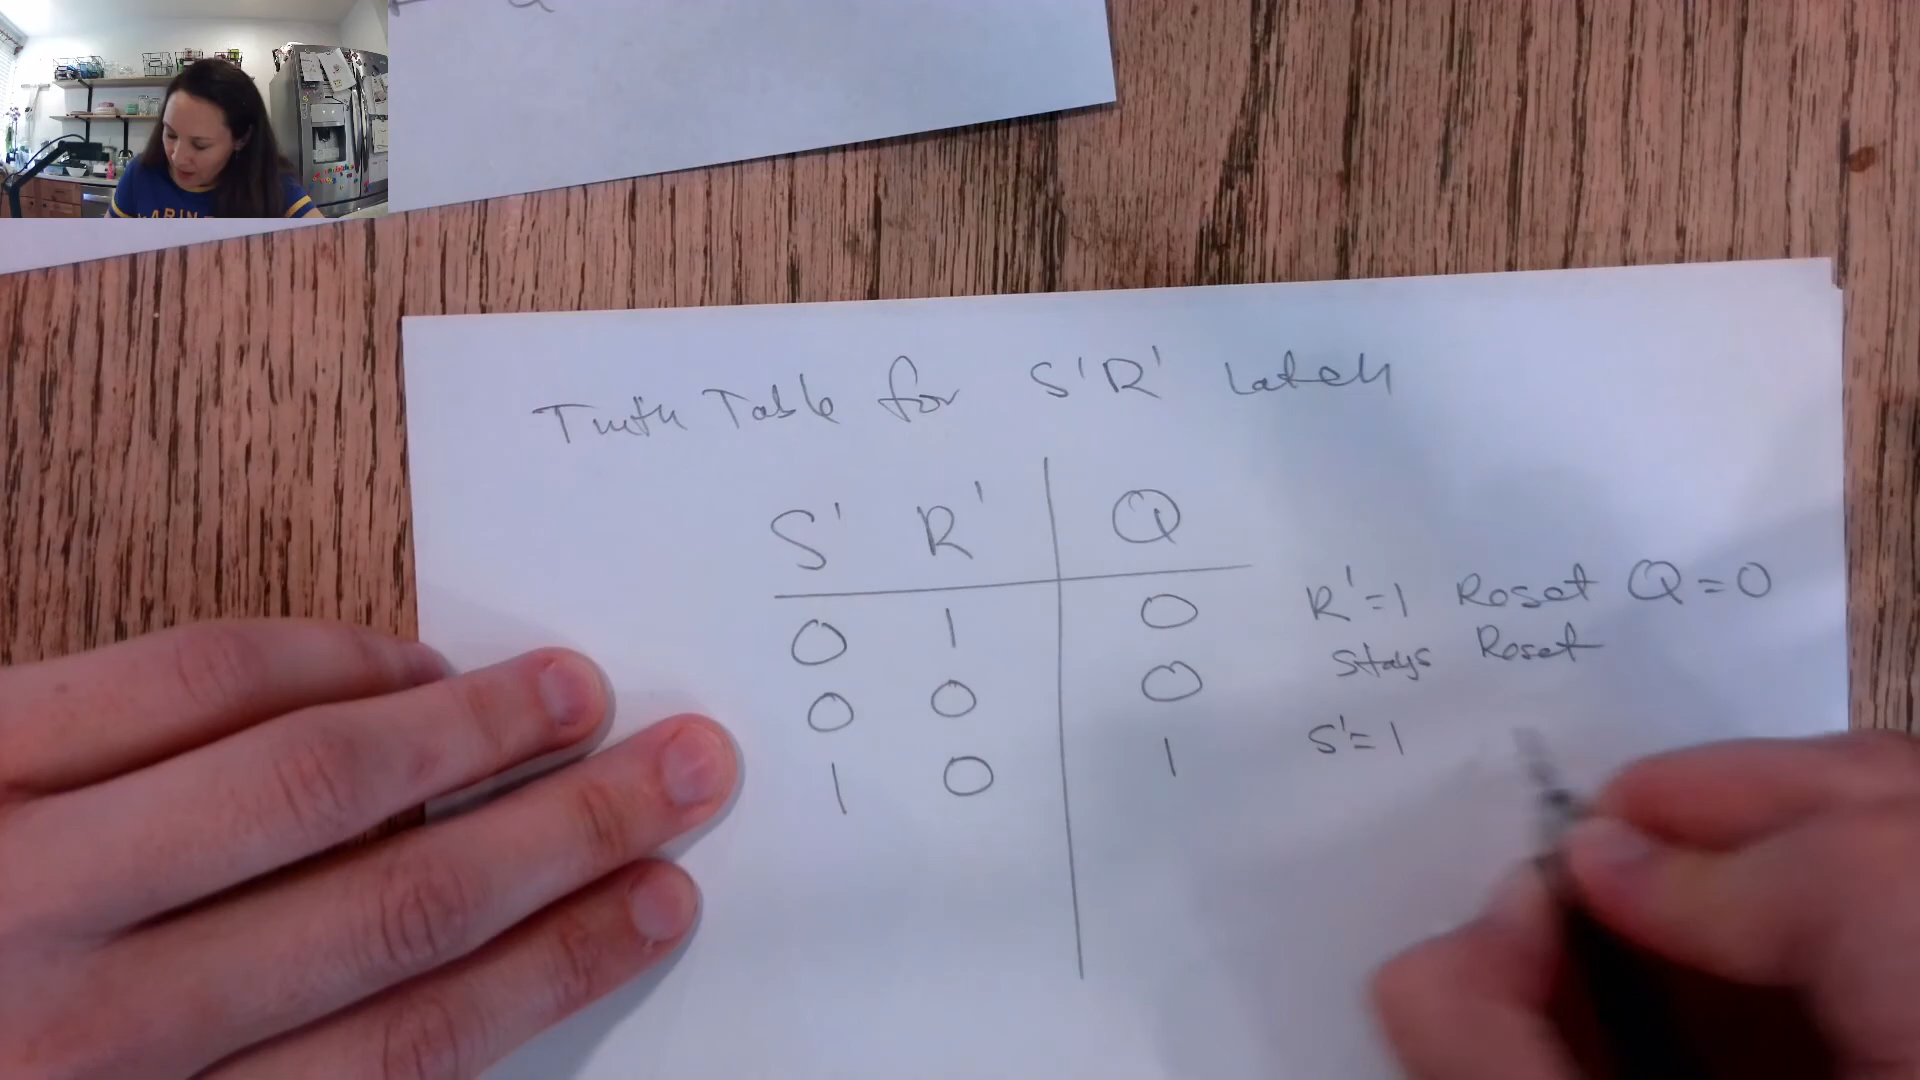 Truth Table for S'R' Latch
S' R' Q
0 1 0 R'=1 Reset Q=0
Stays Reset
0 0 0
1 0 1 S'=1